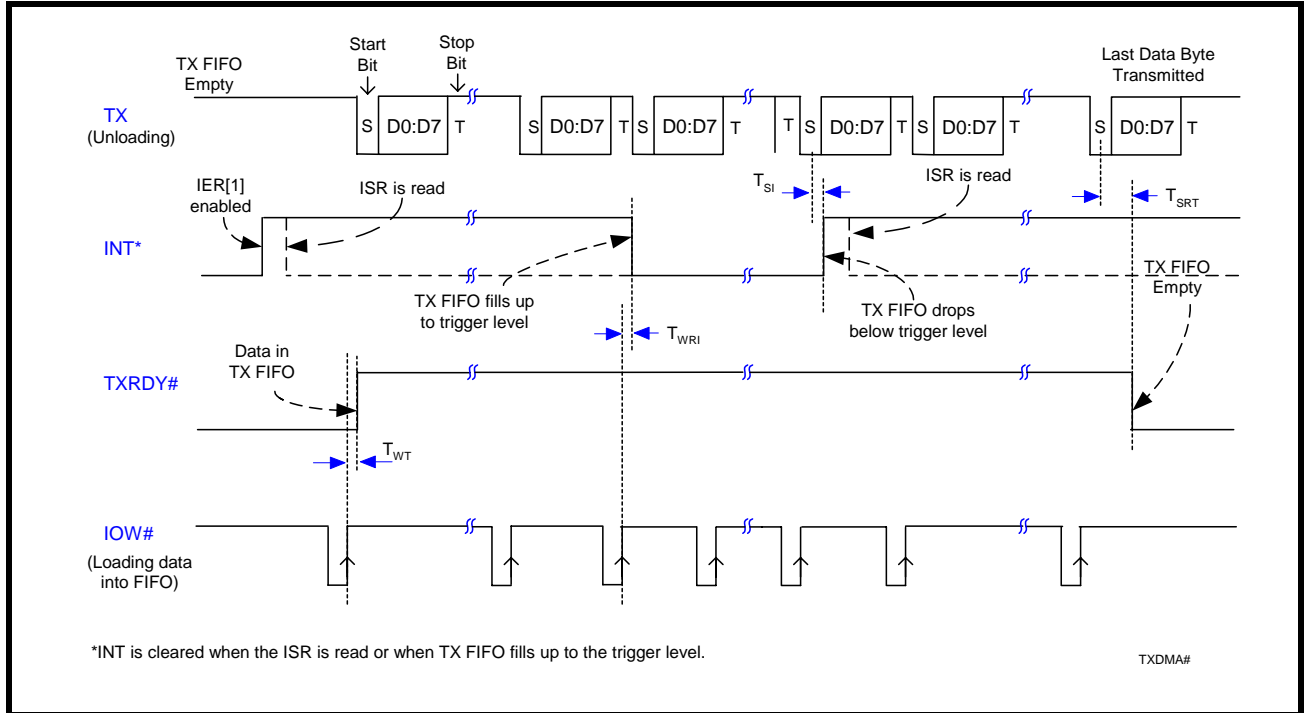 Start
Bit
Stop
Bit
TX FIFO
Empty
Last Data Byte
Transmitted
TX
(Unloading)
S D0:D7 T S D0:D7 T S D0:D7 T T S D0:D7 T S D0:D7 T S D0:D7 T
IER[1]
enabled
ISR is read
TSI
ISR is read
TSRT
INT*
TX FIFO fills up
to trigger level
TX FIFO drops
below trigger level
TX FIFO
Empty
TWRI
Data in
TX FIFO
TXRDY#
TWT
IOW#
(Loading data
into FIFO)
*INT is cleared when the ISR is read or when TX FIFO fills up to the trigger level.
TXDMA#